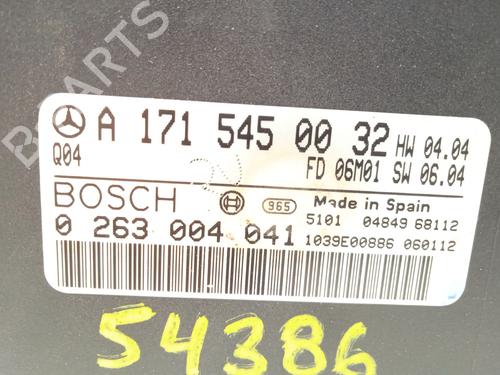 A 171 545 00 32 HW 04.04
Q04 FD 06M01 SW 06.04
BOSCH 965 Made in Spain
5101 04849 68112
0 263 004 041 1039E00886 060112
54386
B-PARTS